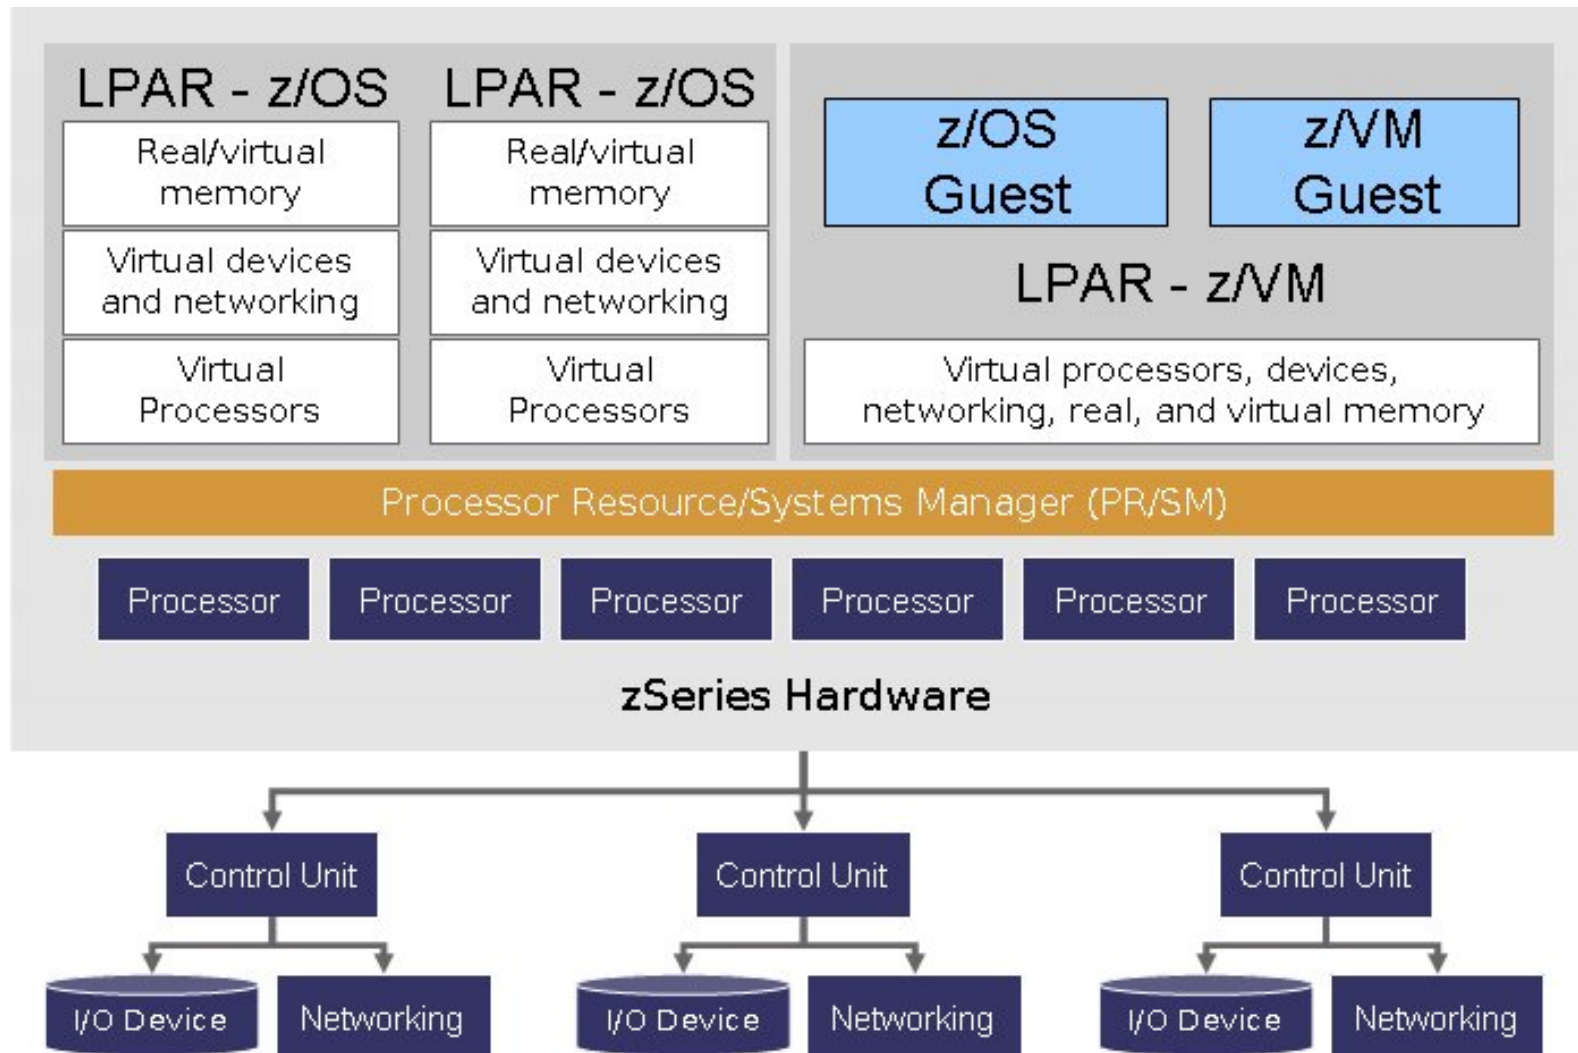 LPAR - z/OS
Real/virtual
memory
Virtual devices
and networking
Virtual
Processors
LPAR - z/OS
Real/virtual
memory
Virtual devices
and networking
Virtual
Processors
z/OS
Guest
z/VM
Guest
LPAR - z/VM
Virtual processors, devices,
networking, real, and virtual memory
Processor Resource/Systems Manager (PR/SM)
Processor
Processor
Processor
Processor
Processor
Processor
zSeries Hardware
Control Unit
Control Unit
Control Unit
I/O Device
Networking
I/O Device
Networking
I/O Device
Networking